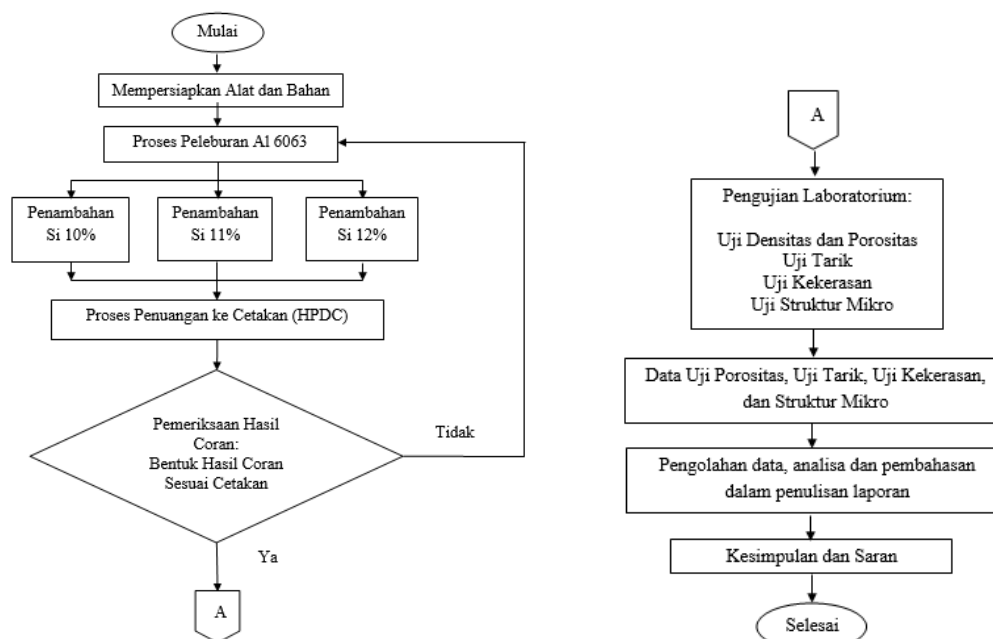 Mulai
Mempersiapkan Alat dan Bahan
Proses Peleburan Al 6063
Penambahan
Si 10%
Penambahan
Si 11%
Penambahan
Si 12%
Proses Penuangan ke Cetakan (HPDC)
Pemeriksaan Hasil
Coran:
Bentuk Hasil Coran
Sesuai Cetakan
Tidak
Ya
A
A
Pengujian Laboratorium:
Uji Densitas dan Porositas
Uji Tarik
Uji Kekerasan
Uji Struktur Mikro
Data Uji Porositas, Uji Tarik, Uji Kekerasan,
dan Struktur Mikro
Pengolahan data, analisa dan pembahasan
dalam penulisan laporan
Kesimpulan dan Saran
Selesai